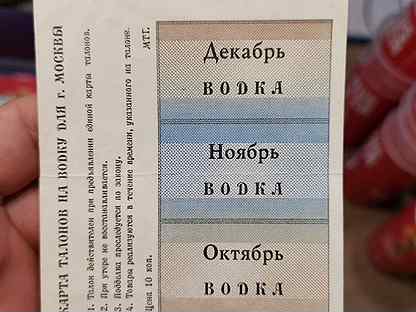 КАРТА ТАЛОНОВ НА ВОДКУ ДЛЯ г. МОСКВЫ
1. Талон действителен при предъявлении единой карты талонов.
2. При утере не восстанавливается.
3. Подделка преследуется по закону.
4. Товары реализуются в течение времени, указанного на талоне.
Цена 10 коп.
МТГ.
Декабрь
ВОДКА
Ноябрь
ВОДКА
Октябрь
ВОДКА